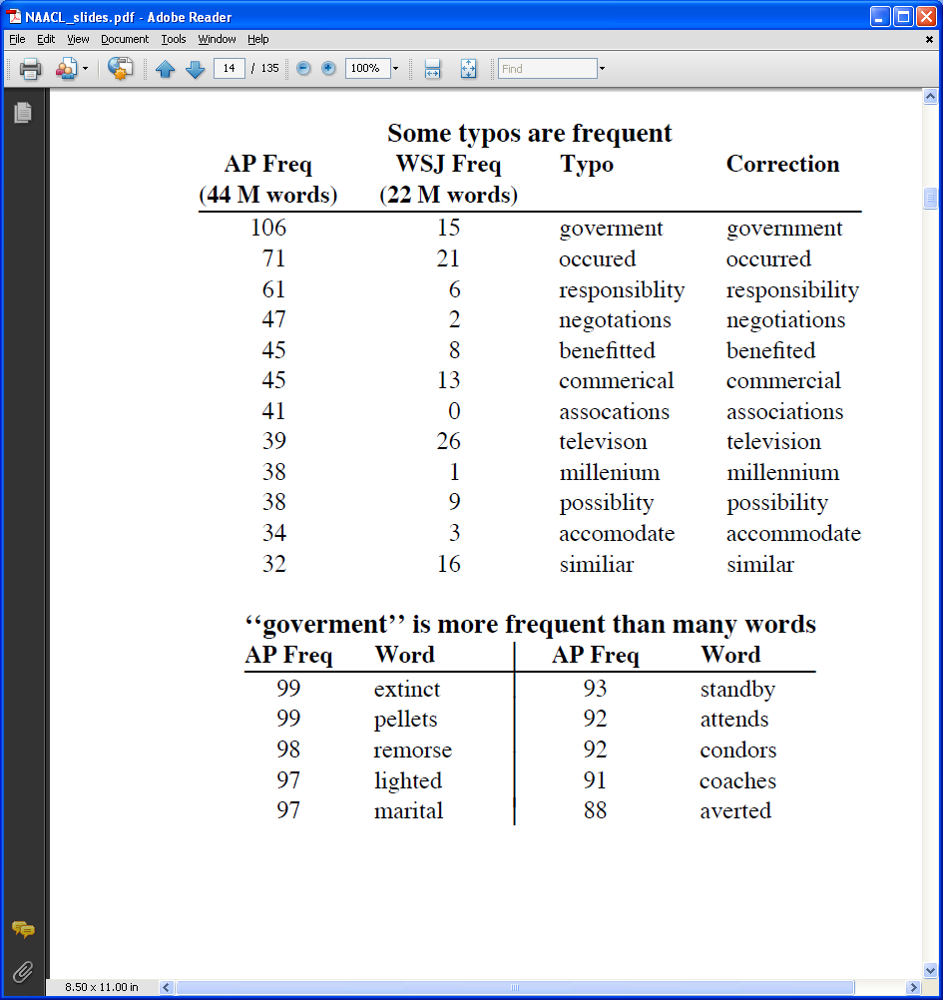 NAACL_slides.pdf - Adobe Reader
File Edit View Document Tools Window Help
14 / 135 100% Find
Some typos are frequent
AP Freq WSJ Freq Typo Correction
(44 M words) (22 M words)
106 15 goverment government
71 21 occured occurred
61 6 responsiblity responsibility
47 2 negotations negotiations
45 8 benefitted benefited
45 13 commerical commercial
41 0 assocations associations
39 26 televison television
38 1 millenium millennium
38 9 possiblity possibility
34 3 accomodate accommodate
32 16 similiar similar
‘‘goverment’’ is more frequent than many words
AP Freq Word AP Freq Word
99 extinct 93 standby
99 pellets 92 attends
98 remorse 92 condors
97 lighted 91 coaches
97 marital 88 averted
8.50 x 11.00 in